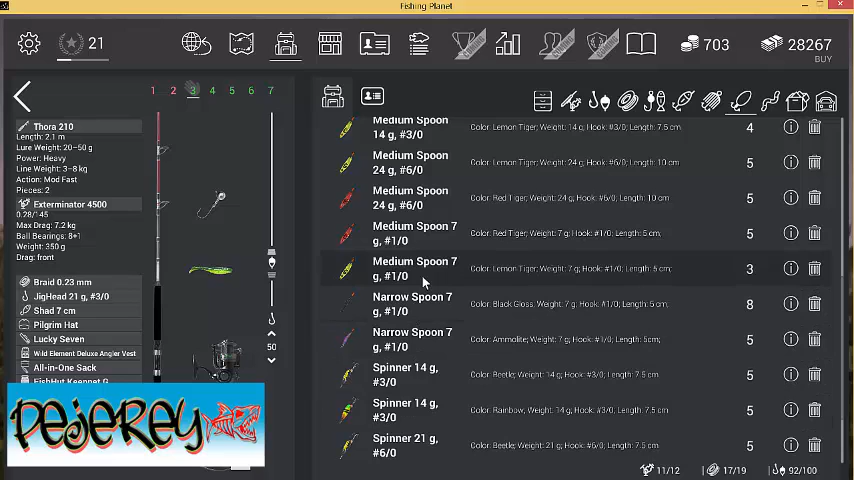 Fishing Planet
21
703
28267
BUY
1 2 3 4 5 6 7
Thora 210
Length: 2.1 m
Lure Weight: 20–50 g
Power: Heavy
Line Weight: 3–8 kg
Action: Mod Fast
Pieces: 2
Exterminator 4500
0.28/145
Max Drag: 7.2 kg
Ball Bearings: 8+1
Weight: 350 g
Drag: front
Braid 0.23 mm
JigHead 21 g, #3/0
Shad 7 cm
Pilgrim Hat
Lucky Seven
Wild Element Deluxe Angler Vest
All-in-One Sack
FishHut Keepnet G
50
PEJEREY
Medium Spoon
14 g, #3/0
Color: Lemon Tiger; Weight: 14 g; Hook: #3/0; Length: 7.5 cm
4
Medium Spoon
24 g, #6/0
Color: Lemon Tiger; Weight: 24 g; Hook: #6/0; Length: 10 cm
5
Medium Spoon
24 g, #6/0
Color: Red Tiger; Weight: 24 g; Hook: #6/0; Length: 10 cm
5
Medium Spoon 7
g, #1/0
Color: Red Tiger; Weight: 7 g; Hook: #1/0; Length: 5 cm;
5
Medium Spoon 7
g, #1/0
Color: Lemon Tiger; Weight: 7 g; Hook: #1/0; Length: 5 cm;
3
Narrow Spoon 7
g, #1/0
Color: Black Gloss; Weight: 7 g; Hook: #1/0; Length: 5 cm;
8
Narrow Spoon 7
g, #1/0
Color: Ammolite; Weight: 7 g; Hook: #1/0; Length: 5cm;
5
Spinner 14 g,
#3/0
Color: Beetle; Weight: 14 g; Hook: #3/0; Length: 7.5 cm
5
Spinner 14 g,
#3/0
Color: Rainbow; Weight: 14 g; Hook: #3/0; Length: 7.5 cm
5
Spinner 21 g,
#6/0
Color: Beetle; Weight: 21 g; Hook: #6/0; Length: 7.5 cm
5
11/12
17/19
92/100